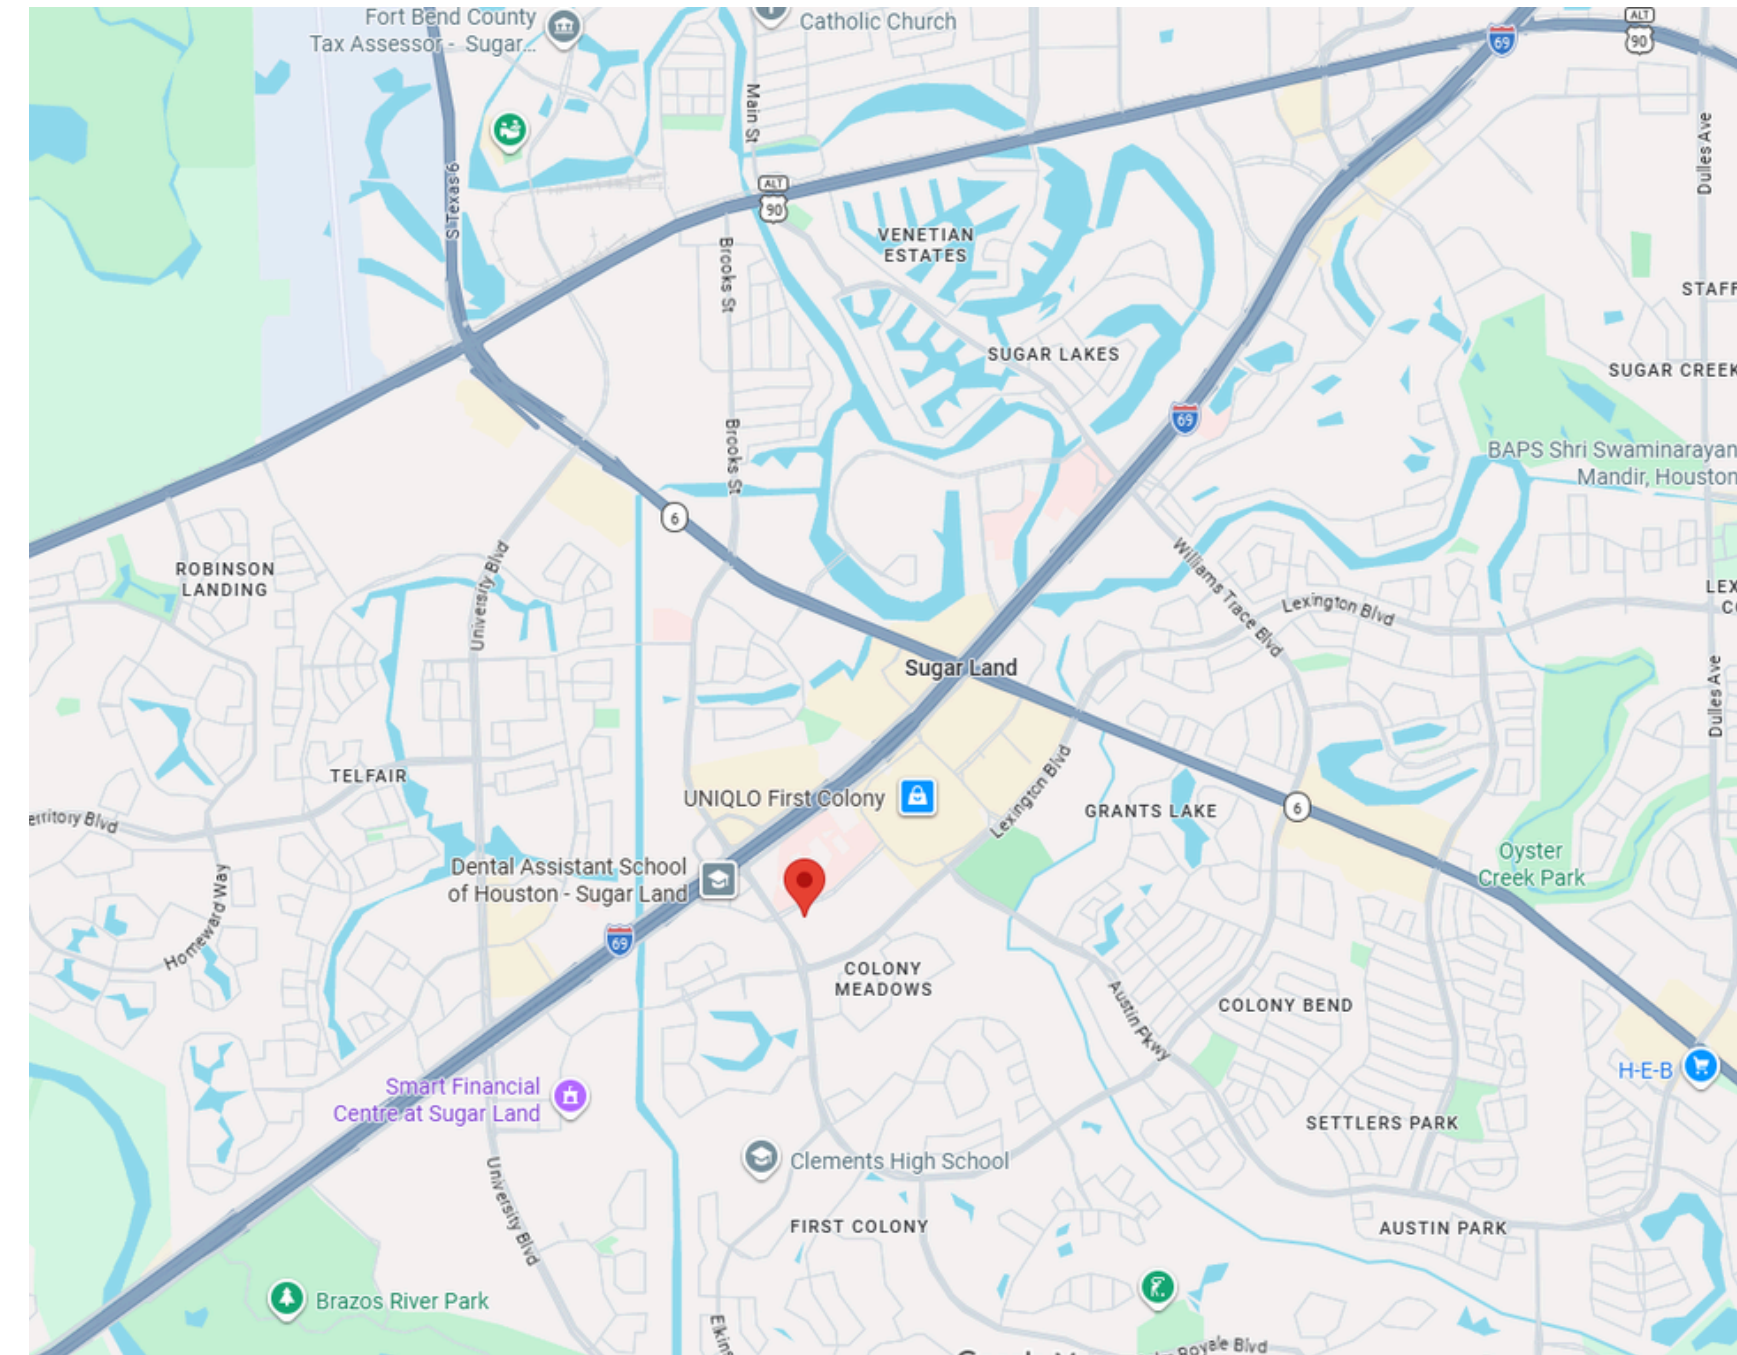 Fort Bend County
Tax Assessor - Sugar...
Catholic Church
69
ALT
90
Main St
Dulles Ave
S Texas 6
ALT
90
VENETIAN
ESTATES
Brooks St
STAFF
SUGAR LAKES
SUGAR CREEK
69
Brooks St
BAPS Shri Swaminarayan
Mandir, Houston
6
ROBINSON
LANDING
University Blvd
Williams Trace Blvd
Lexington Blvd
LEX
CO
Sugar Land
Dulles Ave
TELFAIR
UNIQLO First Colony
Lexington Blvd
GRANTS LAKE
6
erritory Blvd
Dental Assistant School
of Houston - Sugar Land
Oyster
Creek Park
Homeward Way
69
COLONY
MEADOWS
Austin Pkwy
COLONY BEND
H-E-B
Smart Financial
Centre at Sugar Land
SETTLERS PARK
Clements High School
University Blvd
FIRST COLONY
AUSTIN PARK
Brazos River Park
Elkins
Royale Blvd